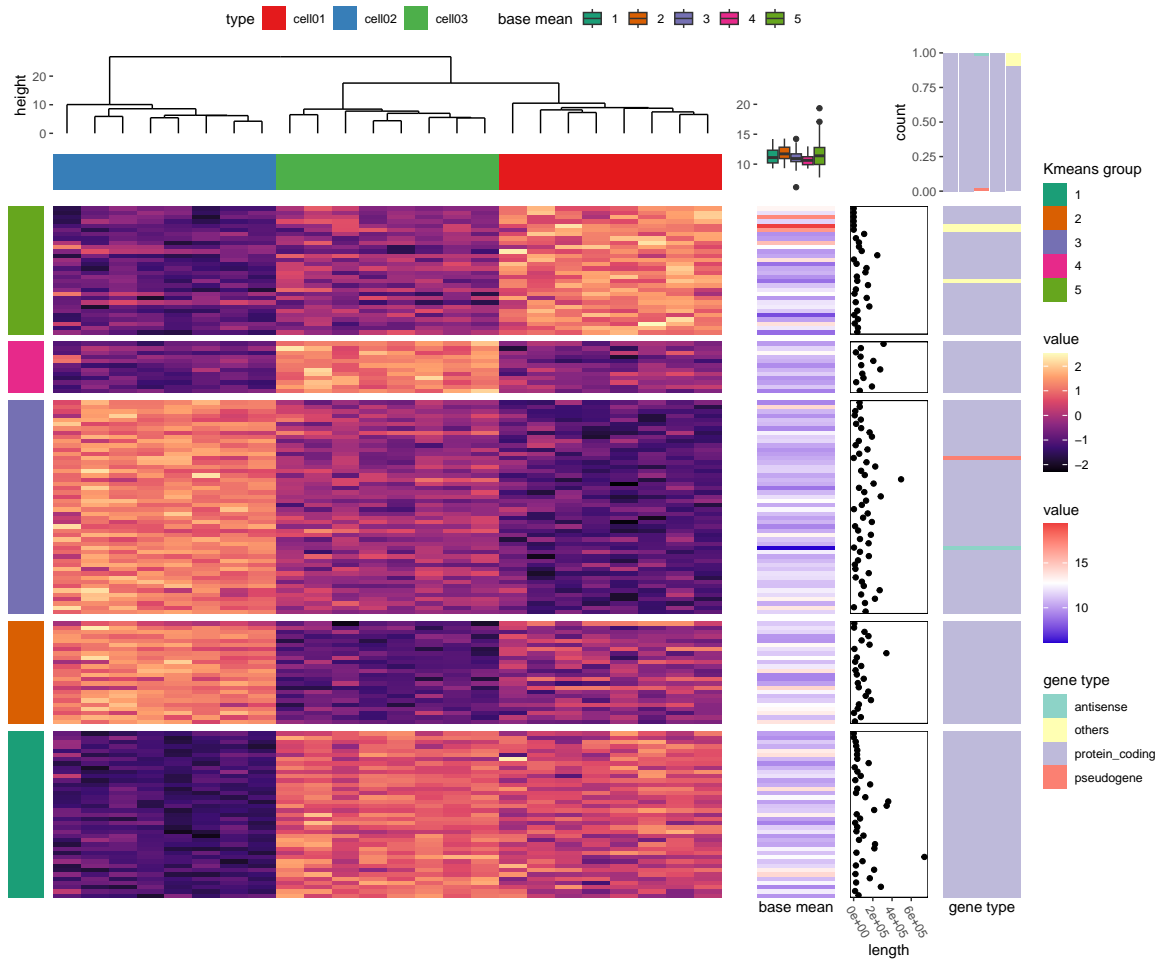 type cell01 cell02 cell03 base mean 1 2 3 4 5
height
20
10
0
20
15
10
count
1.00
0.75
0.50
0.25
0.00
Kmeans group
1
2
3
4
5
value
2
1
0
−1
−2
value
15
10
gene type
antisense
others
protein_coding
pseudogene
base mean
0e+00
2e+05
4e+05
6e+05
length
gene type